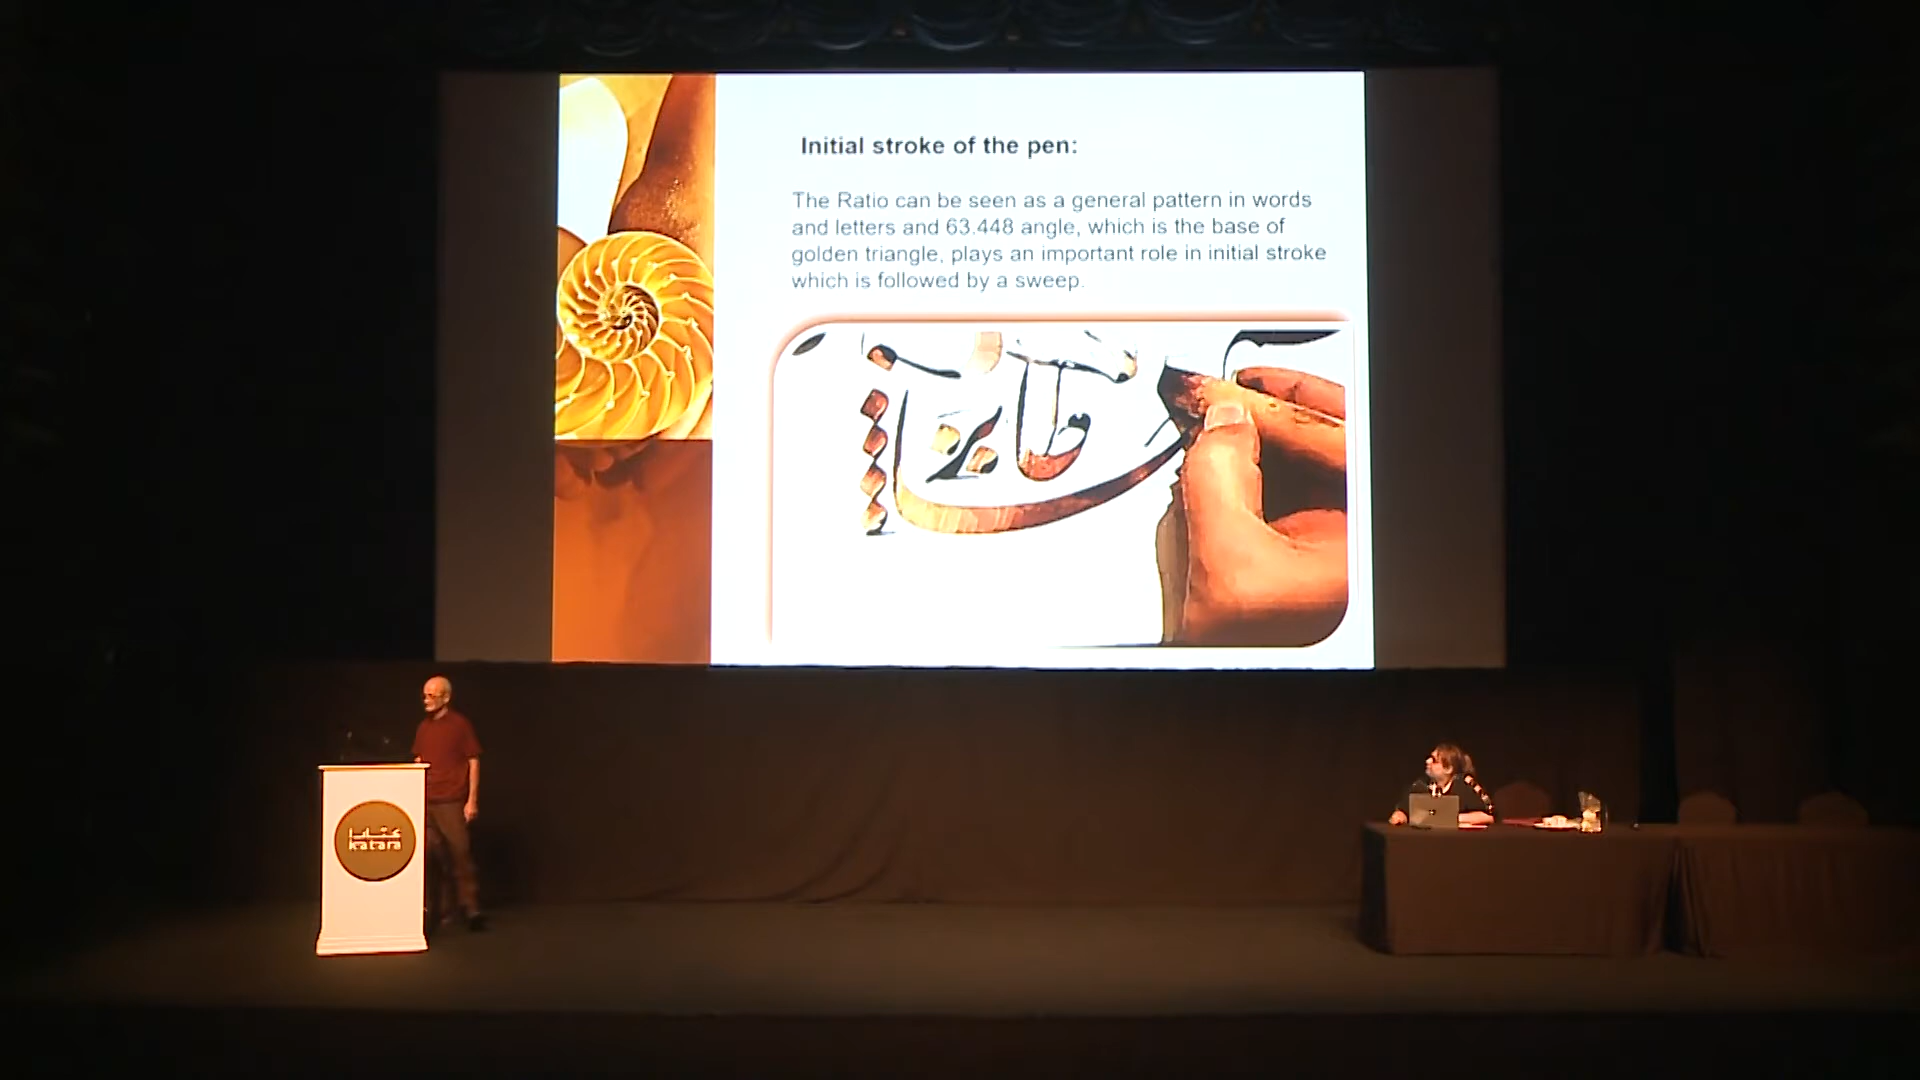 Initial stroke of the pen:
The Ratio can be seen as a general pattern in words
and letters and 63.448 angle, which is the base of
golden triangle, plays an important role in initial stroke
which is followed by a sweep.
كتارا
katara